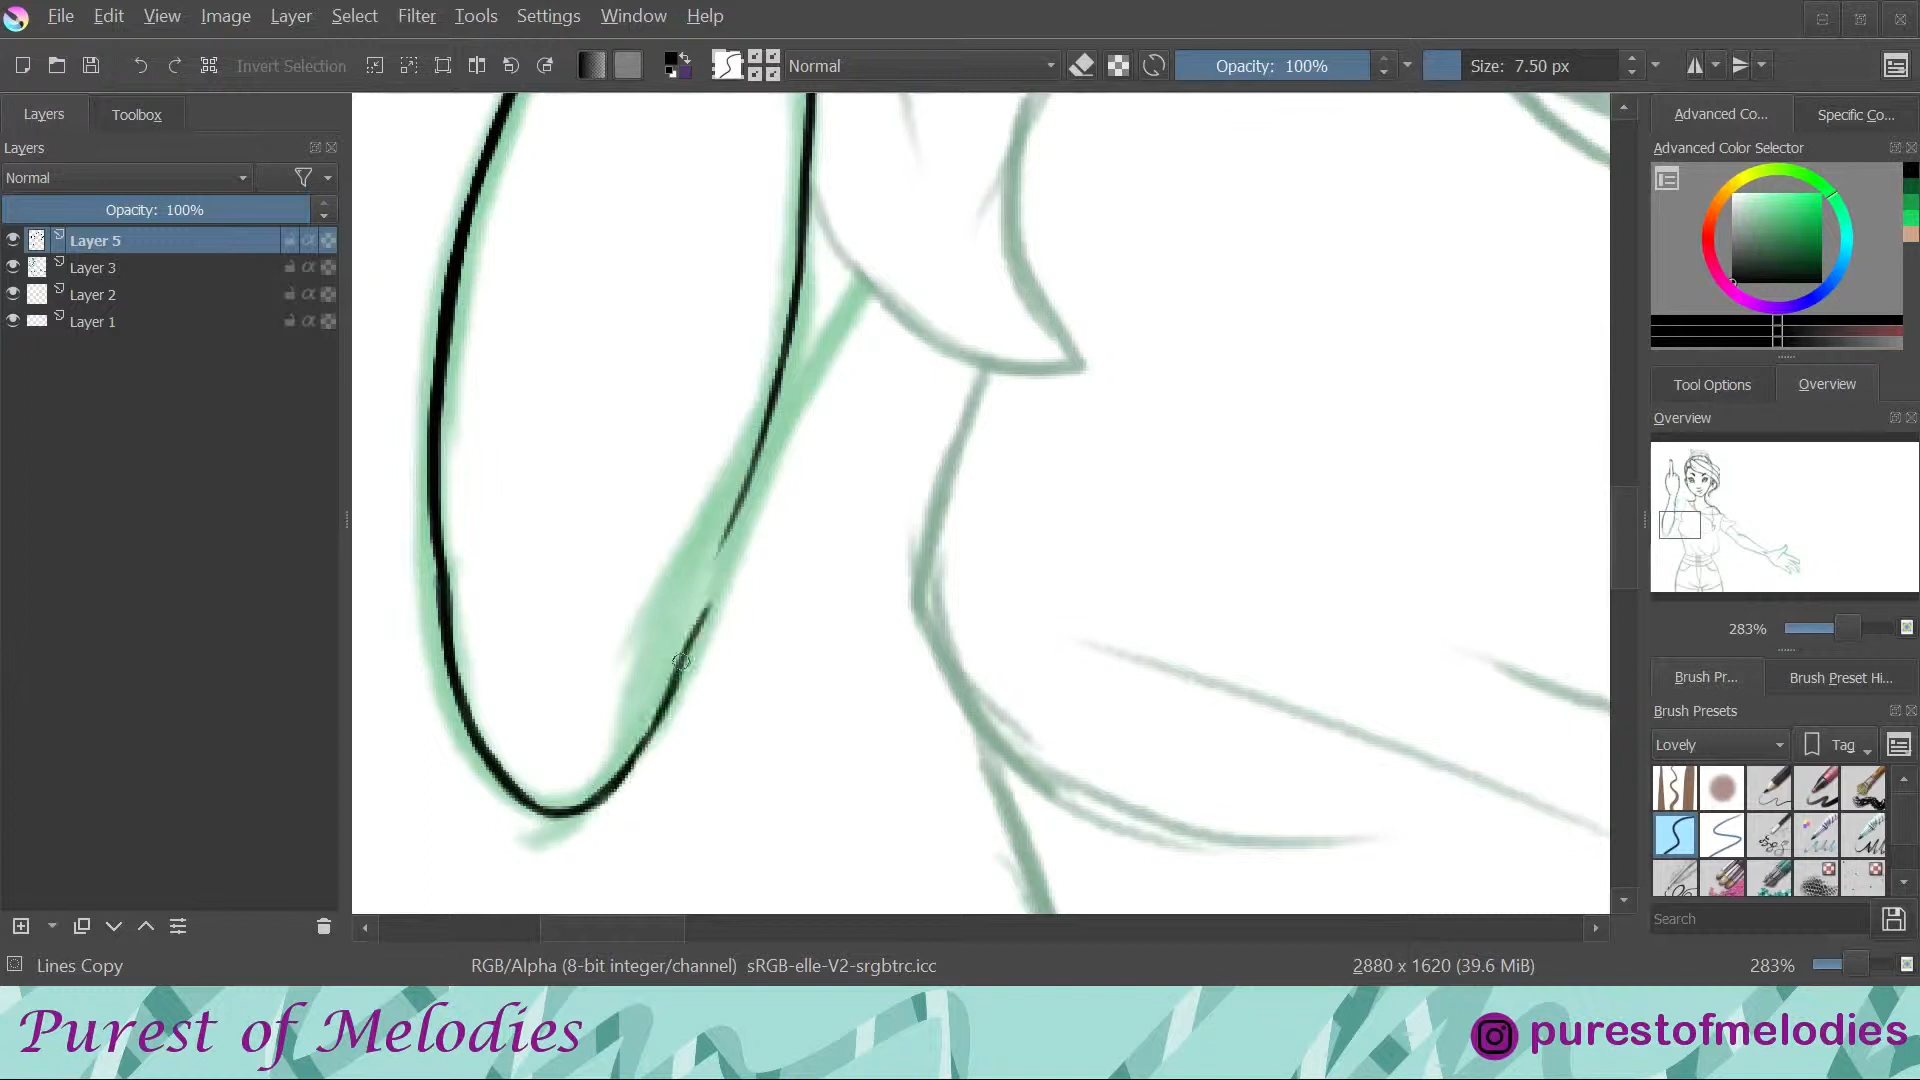 File Edit View Image Layer Select Filter Tools Settings Window Help
Invert Selection Normal Opacity: 100% Size: 7.50 px
Layers Toolbox
Layers
Normal
Opacity: 100%
Layer 5
Layer 3
Layer 2
Layer 1
Advanced Co... Specific Co...
Advanced Color Selector
Tool Options Overview
Overview
283%
Brush Pr... Brush Preset Hi...
Brush Presets
Lovely Tag
Search
Lines Copy RGB/Alpha (8-bit integer/channel) sRGB-elle-V2-srgbtrc.icc 2880 x 1620 (39.6 MiB) 283%
Purest of Melodies purestofmelodies